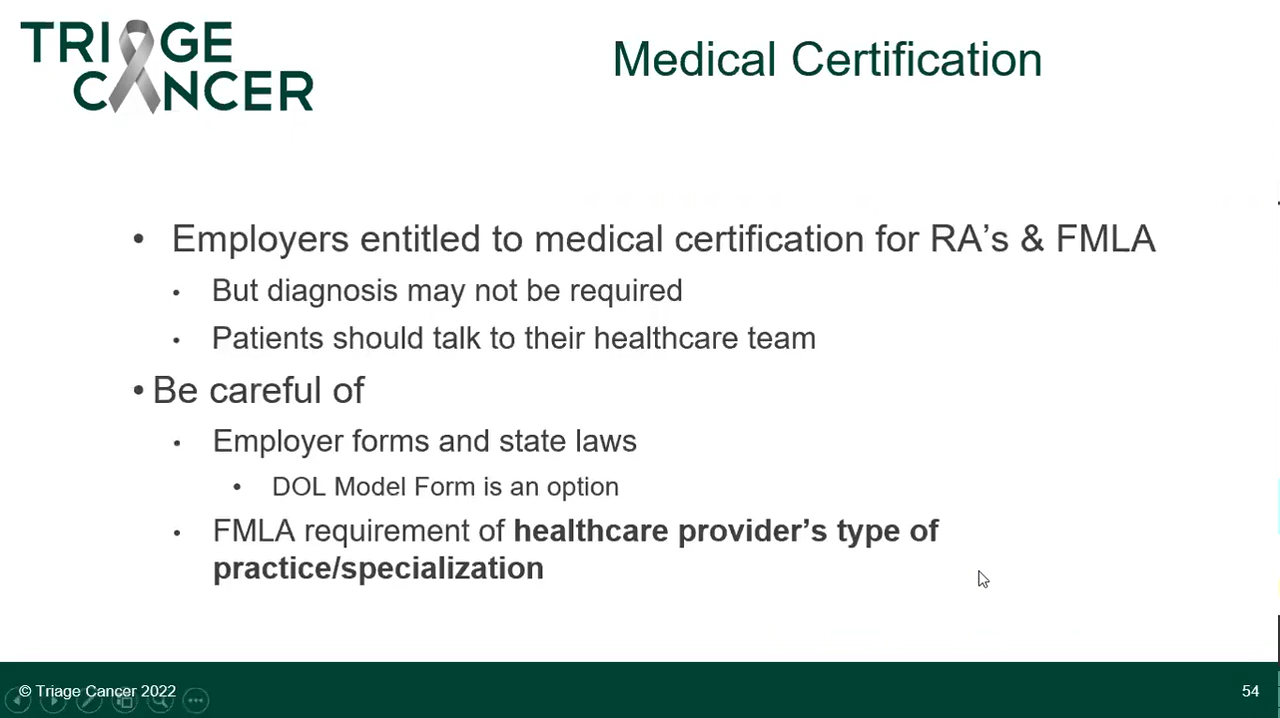 TRIAGE
CANCER
Medical Certification
• Employers entitled to medical certification for RA’s & FMLA
• But diagnosis may not be required
• Patients should talk to their healthcare team
• Be careful of
• Employer forms and state laws
• DOL Model Form is an option
• FMLA requirement of healthcare provider’s type of
practice/specialization
© Triage Cancer 2022
54